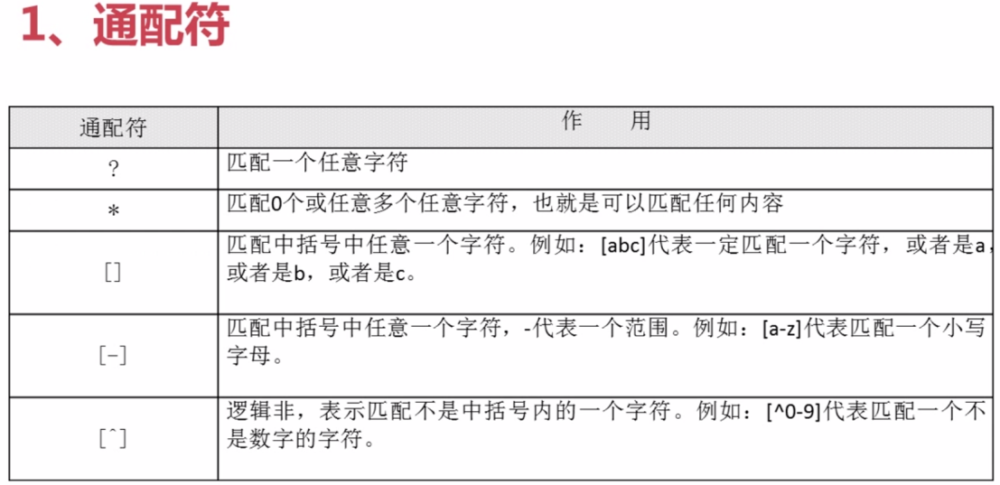 1、通配符
通配符
作 用
?
匹配一个任意字符
*
匹配0个或任意多个任意字符，也就是可以匹配任何内容
[]
匹配中括号中任意一个字符。例如：[abc]代表一定匹配一个字符，或者是a，
或者是b，或者是c。
[-]
匹配中括号中任意一个字符，-代表一个范围。例如：[a-z]代表匹配一个小写
字母。
[^]
逻辑非，表示匹配不是中括号内的一个字符。例如：[^0-9]代表匹配一个不
是数字的字符。